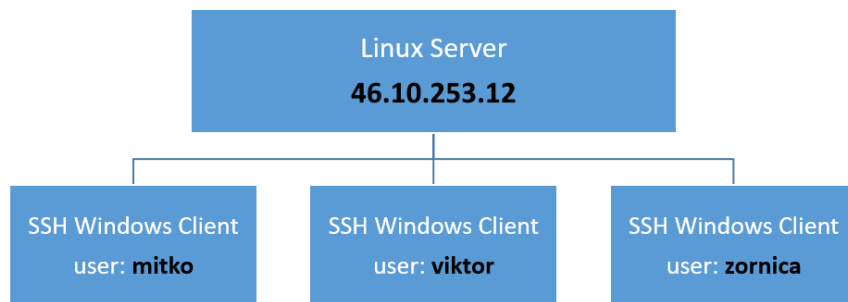 Linux Server
46.10.253.12
SSH Windows Client
user: mitko
SSH Windows Client
user: viktor
SSH Windows Client
user: zornica